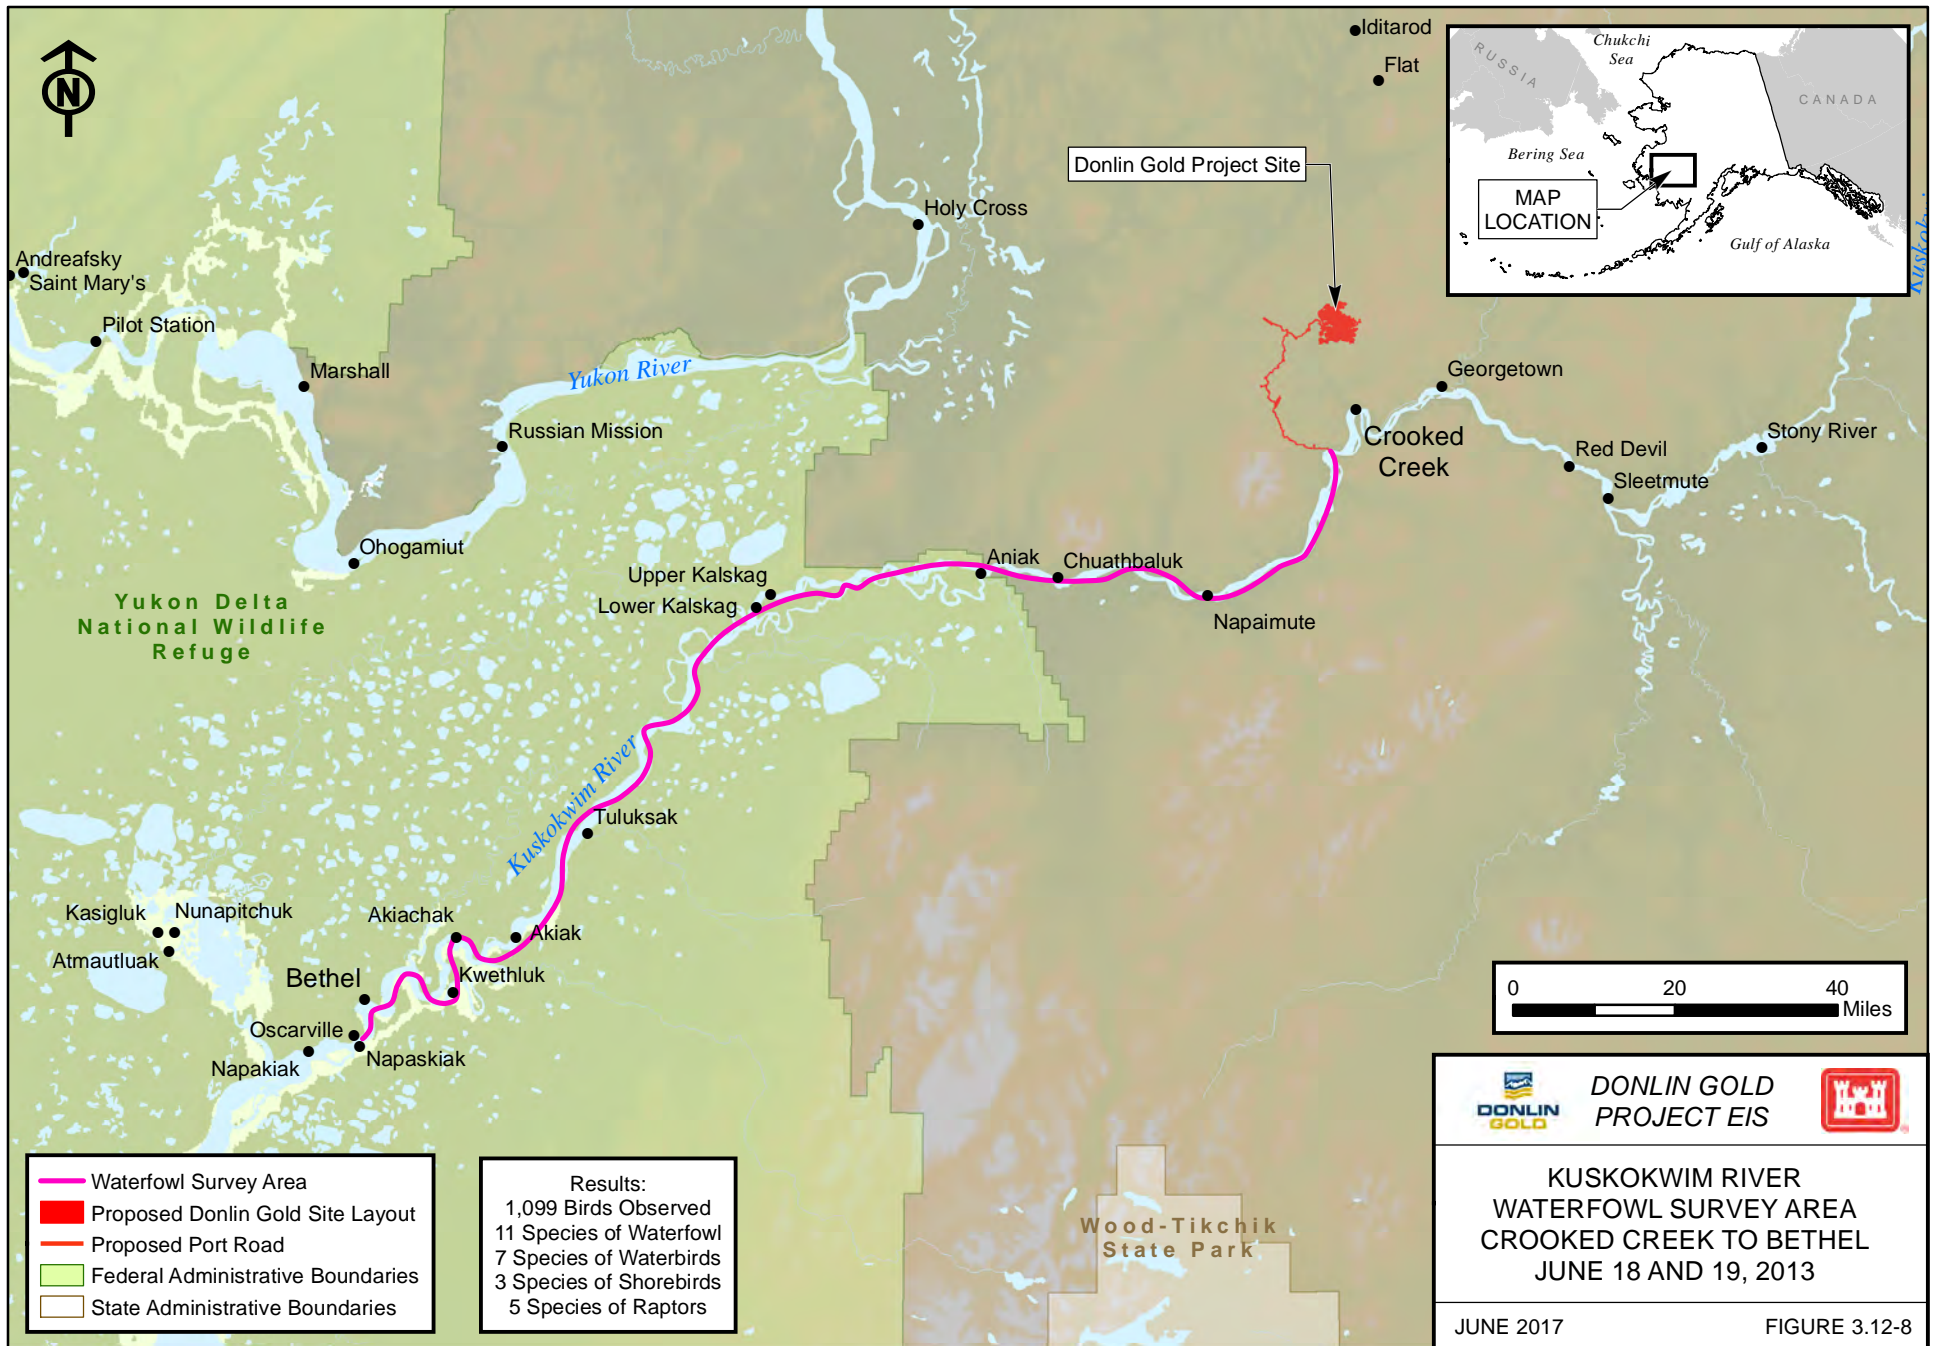 N
Iditarod
Flat
RUSSIA
Chukchi
Sea
CANADA
Bering Sea
MAP
LOCATION
Gulf of Alaska
Donlin Gold Project Site
Holy Cross
Andreafsky
Saint Mary's
Pilot Station
Marshall
Yukon River
Russian Mission
Georgetown
Crooked
Creek
Red Devil
Stony River
Sleetmute
Ohogamiut
Upper Kalskag
Lower Kalskag
Aniak
Chuathbaluk
Napaimute
Yukon Delta
National Wildlife
Refuge
Kuskokwim River
Tuluksak
Kasigluk
Nunapitchuk
Atmautluak
Akiachak
Akiak
Bethel
Kwethluk
Oscarville
Napakiak
Napaskiak
0 20 40
Miles
Wood-Tikchik
State Park
Waterfowl Survey Area
Proposed Donlin Gold Site Layout
Proposed Port Road
Federal Administrative Boundaries
State Administrative Boundaries
Results:
1,099 Birds Observed
11 Species of Waterfowl
7 Species of Waterbirds
3 Species of Shorebirds
5 Species of Raptors
DONLIN
GOLD
DONLIN GOLD
PROJECT EIS
KUSKOKWIM RIVER
WATERFOWL SURVEY AREA
CROOKED CREEK TO BETHEL
JUNE 18 AND 19, 2013
JUNE 2017
FIGURE 3.12-8